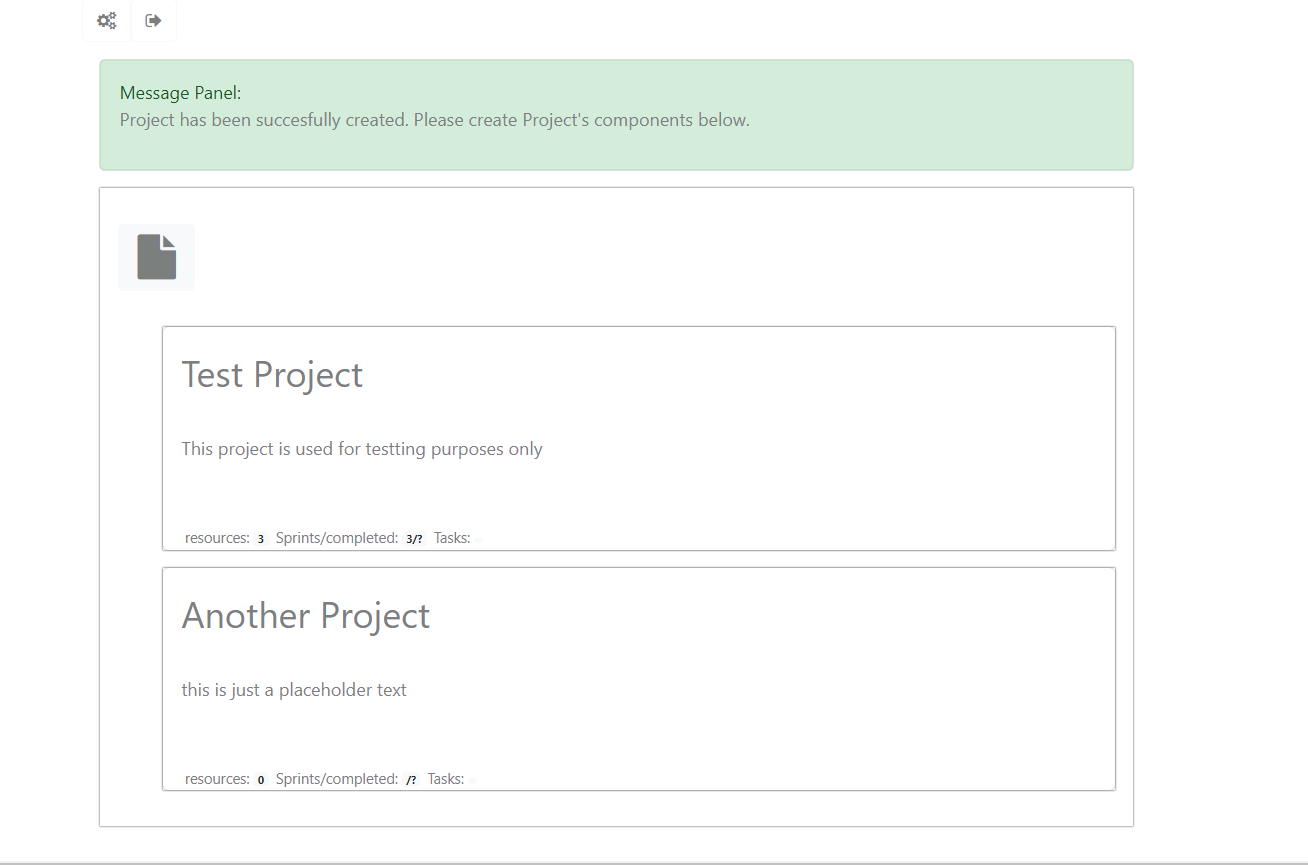 Message Panel:
Project has been succesfully created. Please create Project's components below.
Test Project
This project is used for testting purposes only
resources: 3 Sprints/completed: 3/? Tasks:
Another Project
this is just a placeholder text
resources: 0 Sprints/completed: /? Tasks: